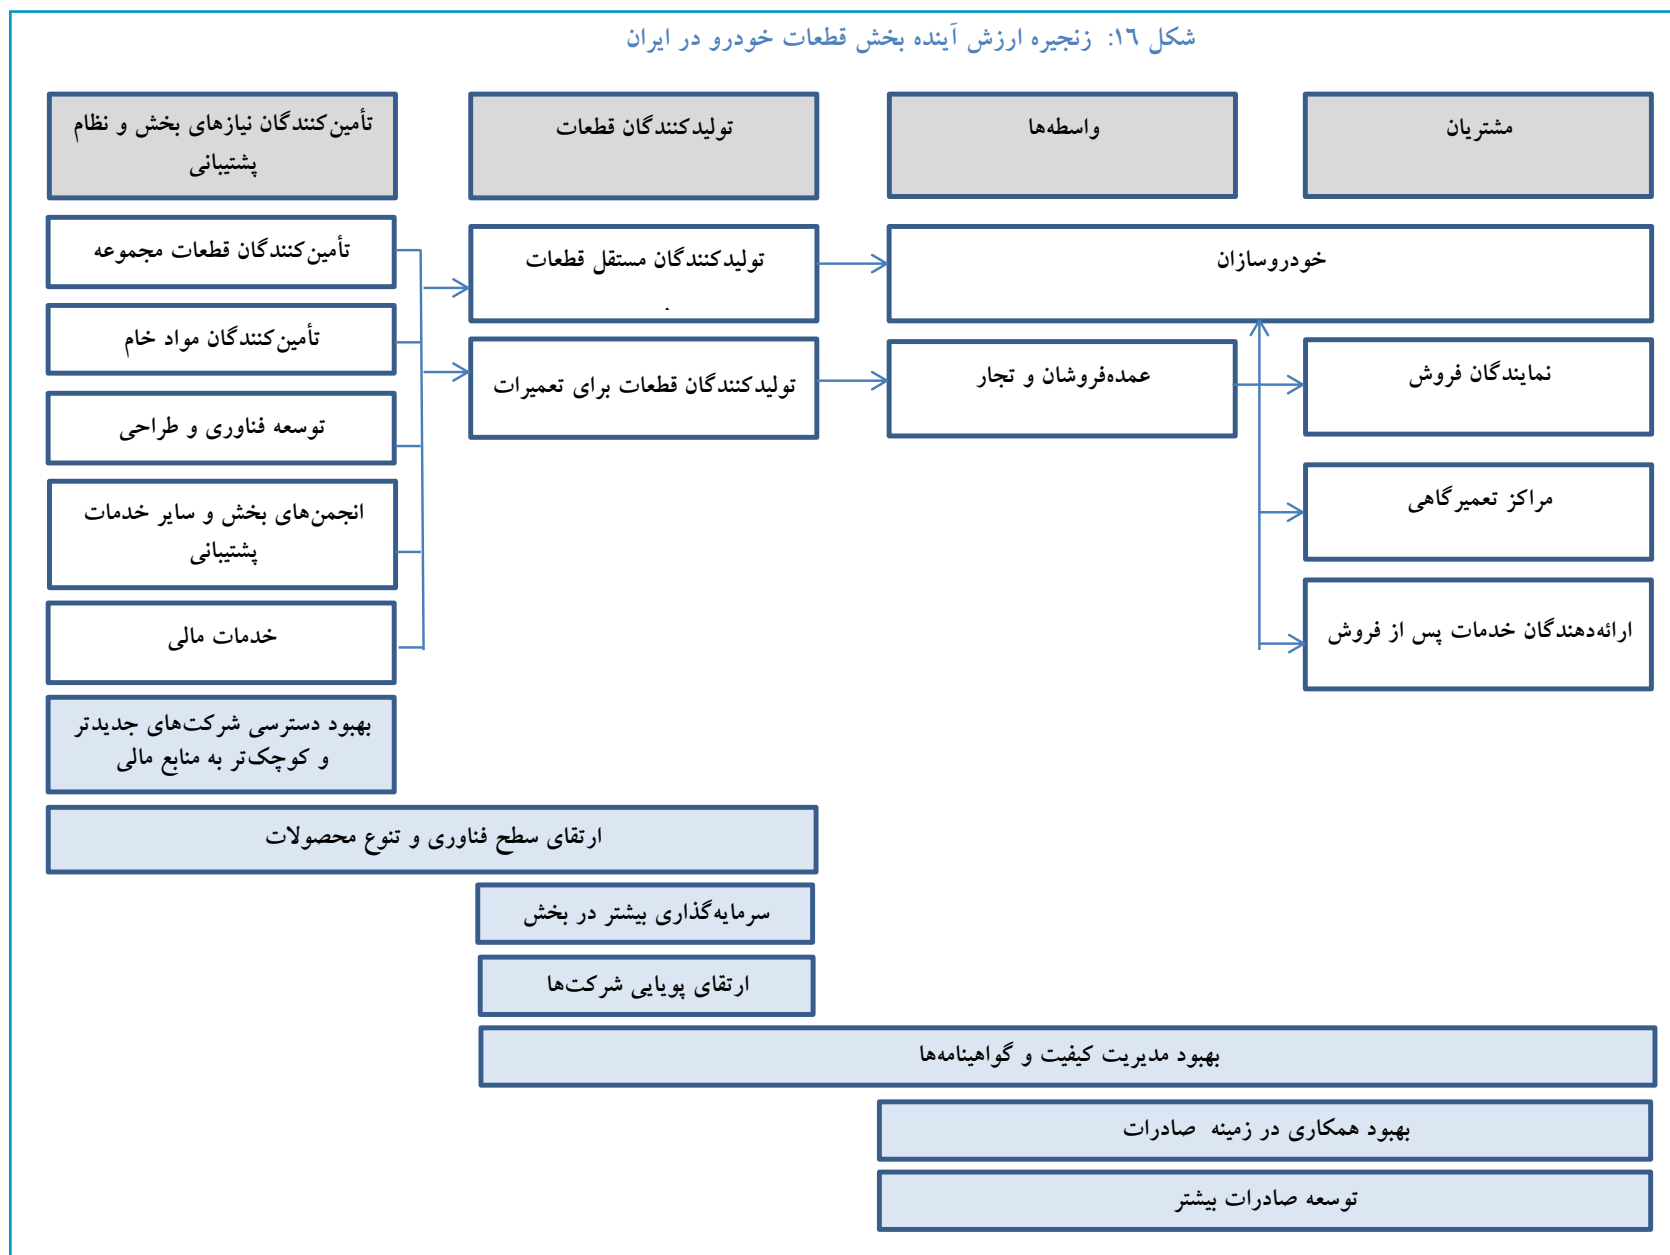 شکل ١٦: زنجیره ارزش آینده بخش قطعات خودرو در ایران
تأمین‌کنندگان نیازهای بخش و نظام
پشتیبانی
تولیدکنندگان قطعات
واسطه‌ها
مشتریان
تأمین‌کنندگان قطعات مجموعه
تولیدکنندگان مستقل قطعات
.
خودروسازان
تأمین‌کنندگان مواد خام
تولیدکنندگان قطعات برای تعمیرات
عمده‌فروشان و تجار
نمایندگان فروش
توسعه فناوری و طراحی
مراکز تعمیرگاهی
انجمن‌های بخش و سایر خدمات
پشتیبانی
ارائه‌دهندگان خدمات پس از فروش
خدمات مالی
بهبود دسترسی شرکت‌های جدیدتر
و کوچک‌تر به منابع مالی
ارتقای سطح فناوری و تنوع محصولات
سرمایه‌گذاری بیشتر در بخش
ارتقای پویایی شرکت‌ها
بهبود مدیریت کیفیت و گواهینامه‌ها
بهبود همکاری در زمینه صادرات
توسعه صادرات بیشتر